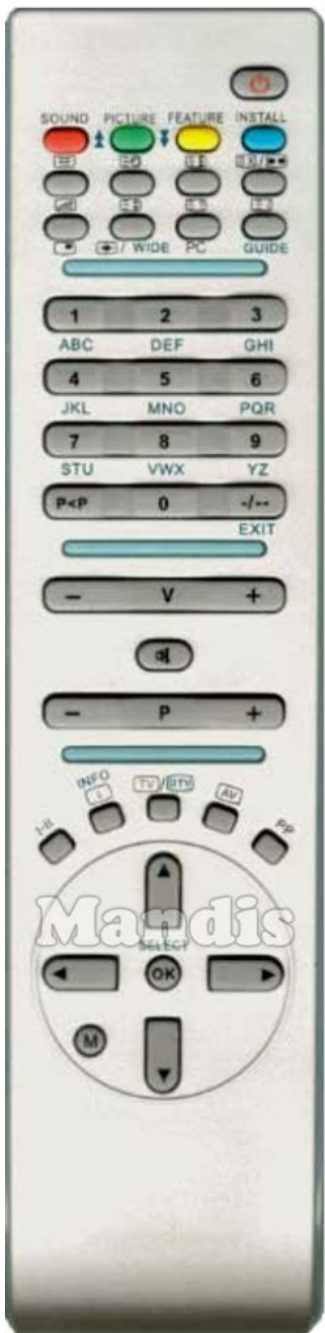 SOUND PICTURE FEATURE INSTALL
WIDE PC GUIDE
1 2 3
ABC DEF GHI
4 5 6
JKL MNO PQR
7 8 9
STU VWX YZ
P<P 0 -/--
EXIT
- V +
- P +
I-II INFO i TV/DTV AV PP
Mandis
SELECT
OK
M